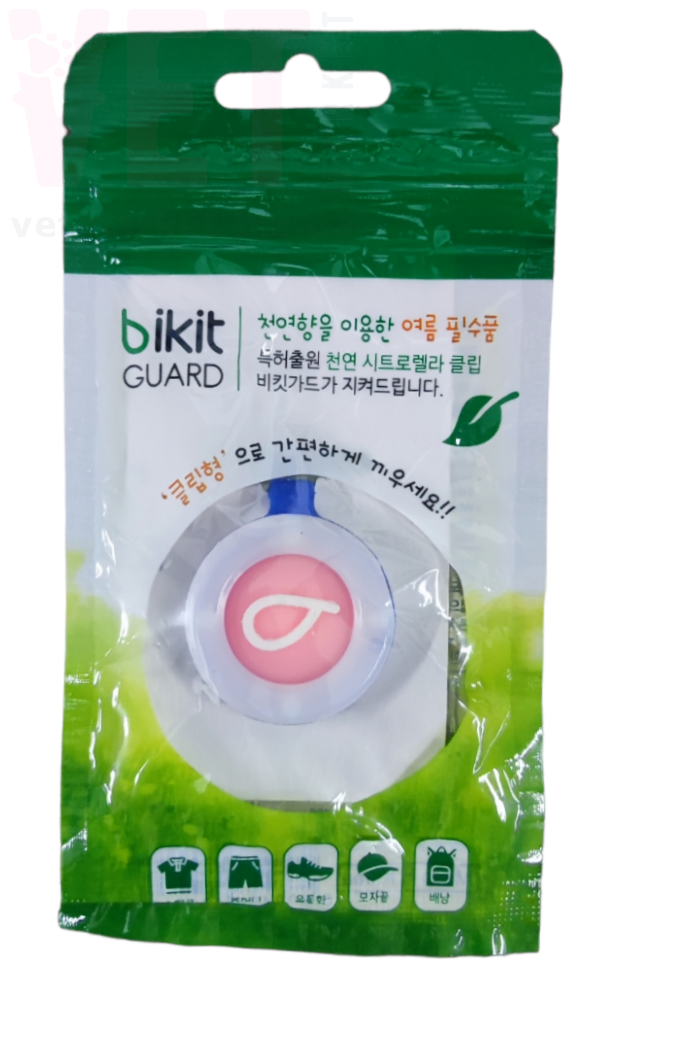 bikit
GUARD
천연향을 이용한 여름 필수품
특허출원 천연 시트로렐라 클립
비킷가드가 지켜드립니다.
'클립형'으로 간편하게 끼우세요!!
운동화
모자끝
배낭